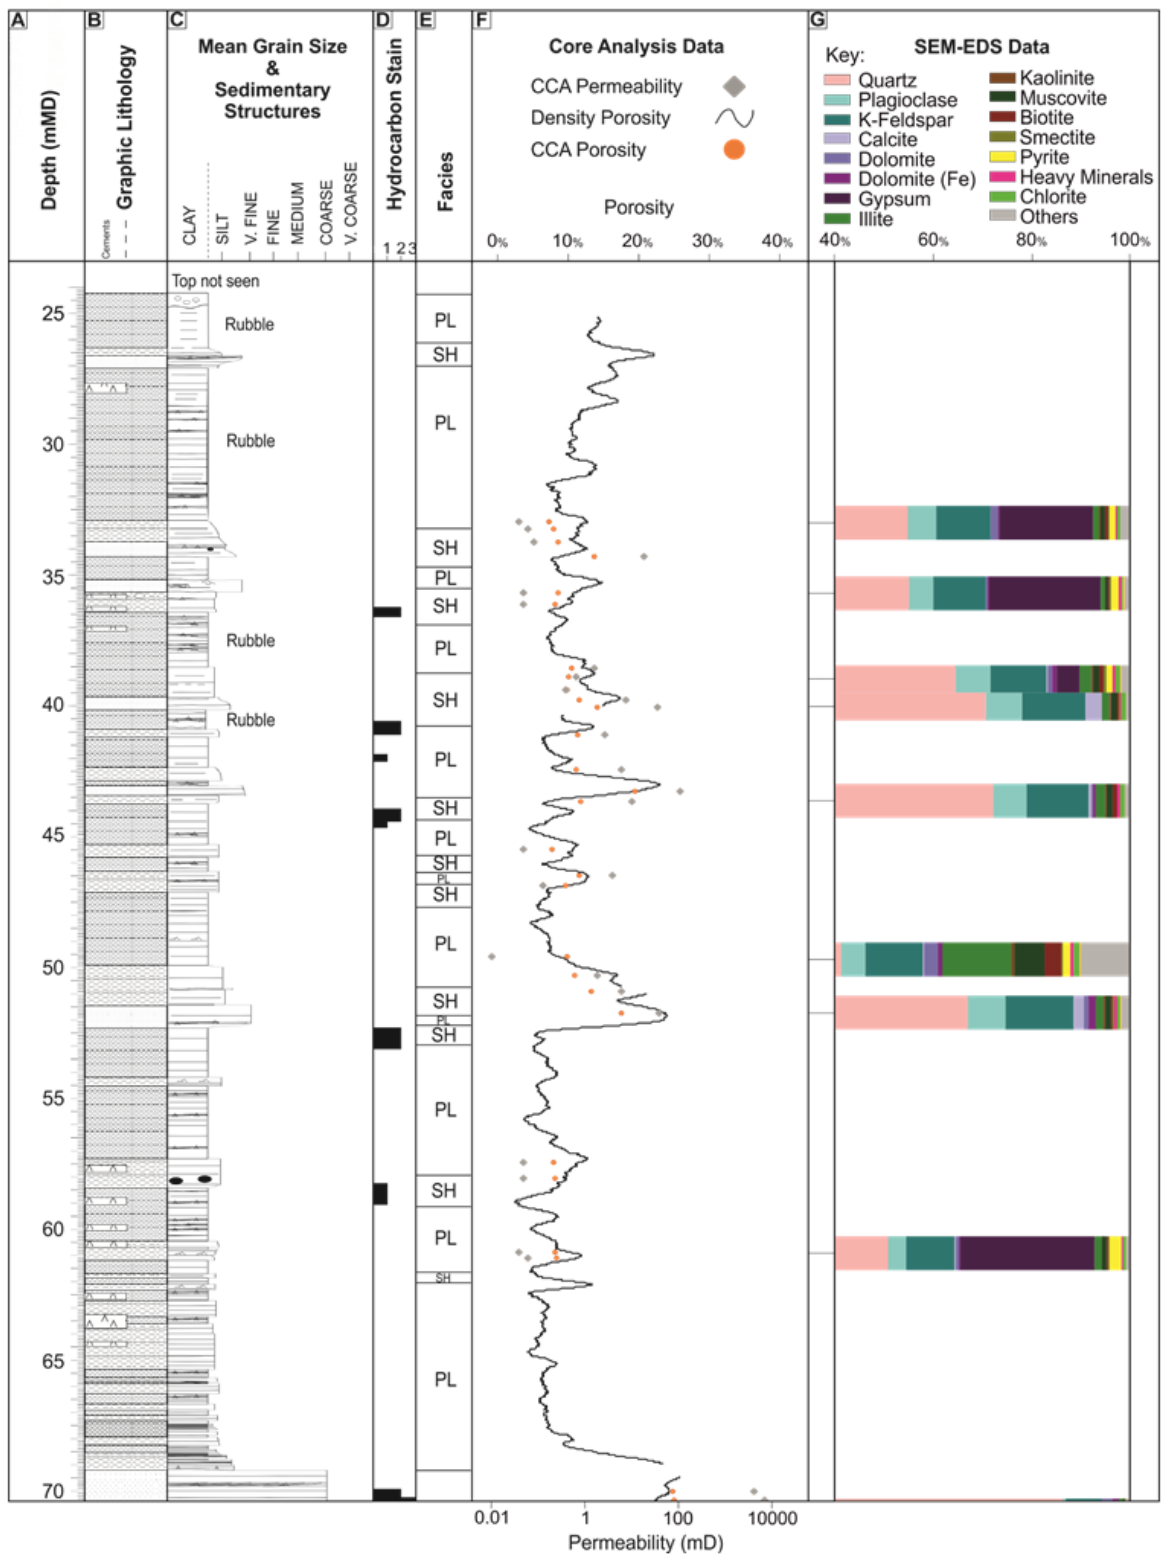 A
B
C
D
E
F
G
Depth (mMD)
Cements
Graphic Lithology
Mean Grain Size
&
Sedimentary
Structures
CLAY
SILT
V. FINE
FINE
MEDIUM
COARSE
V. COARSE
Hydrocarbon Stain
1 2 3
Facies
Core Analysis Data
CCA Permeability
Density Porosity
CCA Porosity
Porosity
0% 10% 20% 30% 40%
SEM-EDS Data
Key:
Quartz
Plagioclase
K-Feldspar
Calcite
Dolomite
Dolomite (Fe)
Gypsum
Illite
Kaolinite
Muscovite
Biotite
Smectite
Pyrite
Heavy Minerals
Chlorite
Others
40% 60% 80% 100%
Top not seen
25
30
35
40
45
50
55
60
65
70
Rubble
Rubble
Rubble
Rubble
PL
SH
PL
SH
PL
SH
PL
SH
PL
SH
PL
SH
PL
SH
PL
SH
PL
SH
PL
SH
PL
SH
PL
0.01 1 100 10000
Permeability (mD)